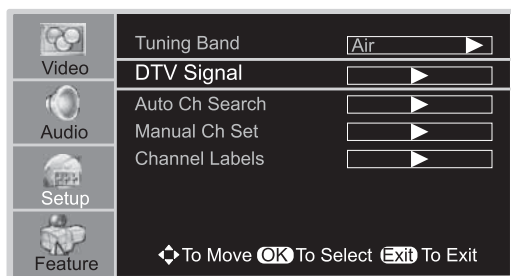 Video
Audio
Setup
Feature
Tuning Band Air
DTV Signal
Auto Ch Search
Manual Ch Set
Channel Labels
To Move OK To Select Exit To Exit